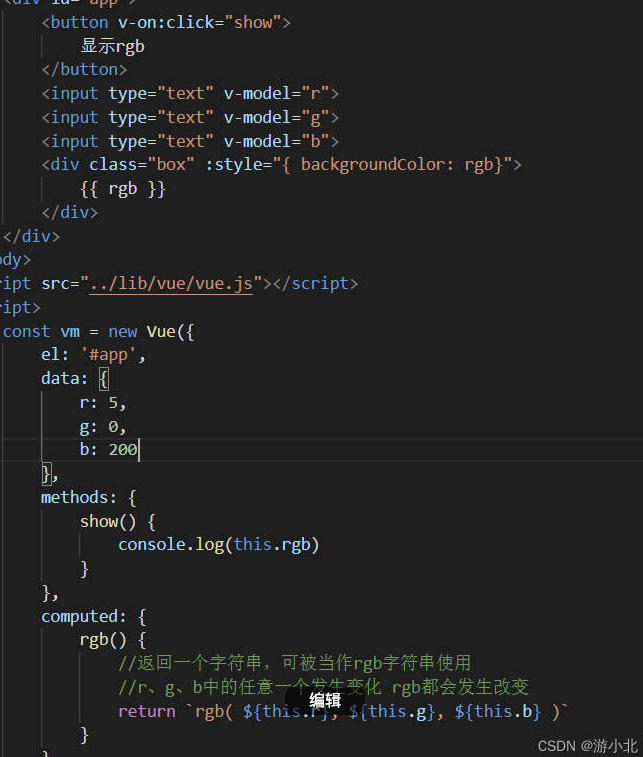 <div id="app">
<button v-on:click="show">
显示rgb
</button>
<input type="text" v-model="r">
<input type="text" v-model="g">
<input type="text" v-model="b">
<div class="box" :style="{ backgroundColor: rgb}">
{{ rgb }}
</div>
</div>
ody>
ript src="../lib/vue/vue.js"></script>
ript>
const vm = new Vue({
el: '#app',
data: {
r: 5,
g: 0,
b: 200
},
methods: {
show() {
console.log(this.rgb)
}
},
computed: {
rgb() {
//返回一个字符串，可被当作rgb字符串使用
//r、g、b中的任意一个发生变化 rgb都会发生改变
编辑
return `rgb( ${this.r}, ${this.g}, ${this.b} )`
}
CSDN @游小北